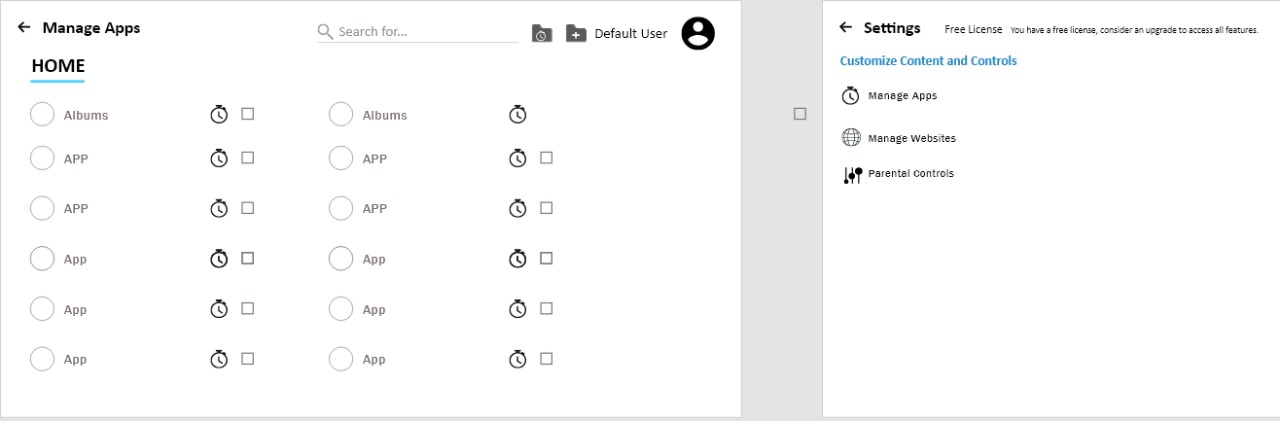 Manage Apps
Search for...
Default User
HOME
Albums
Albums
APP
APP
APP
APP
App
App
App
App
App
App
Settings
Free License
You have a free license, consider an upgrade to access all features.
Customize Content and Controls
Manage Apps
Manage Websites
Parental Controls